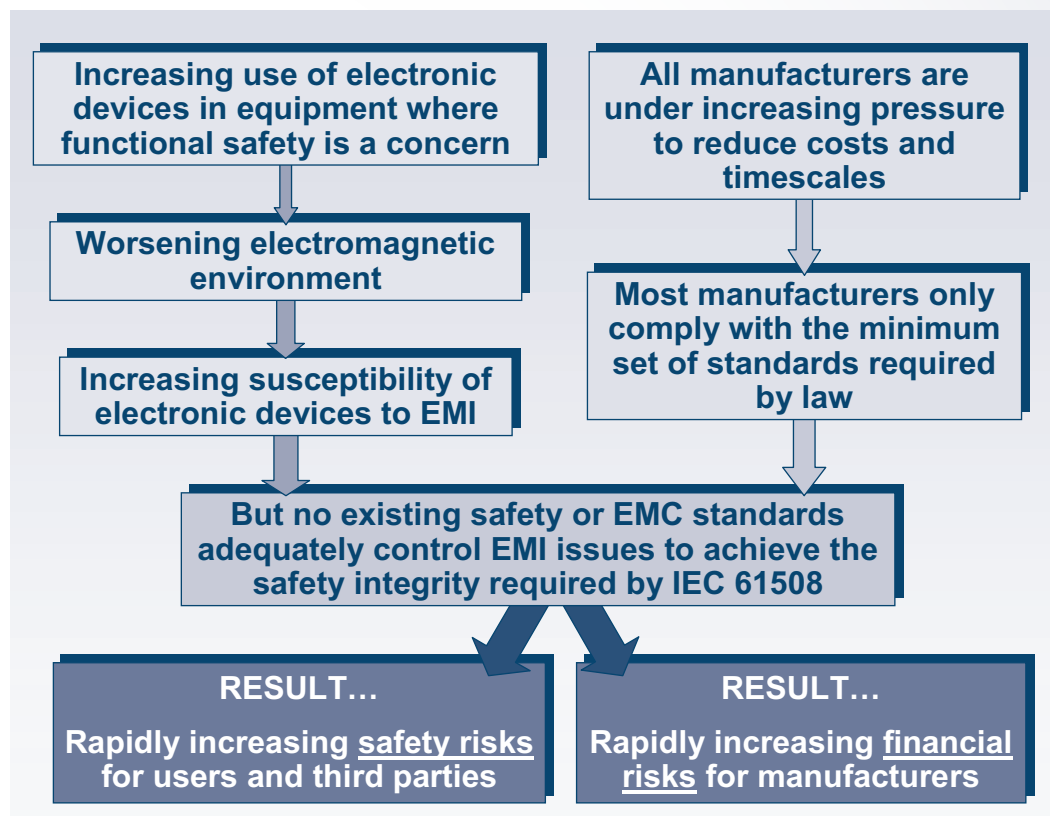 Increasing use of electronic
devices in equipment where
functional safety is a concern
Worsening electromagnetic
environment
Increasing susceptibility of
electronic devices to EMI
All manufacturers are
under increasing pressure
to reduce costs and
timescales
Most manufacturers only
comply with the minimum
set of standards required
by law
But no existing safety or EMC standards
adequately control EMI issues to achieve the
safety integrity required by IEC 61508
RESULT…
Rapidly increasing safety risks
for users and third parties
RESULT…
Rapidly increasing financial
risks for manufacturers